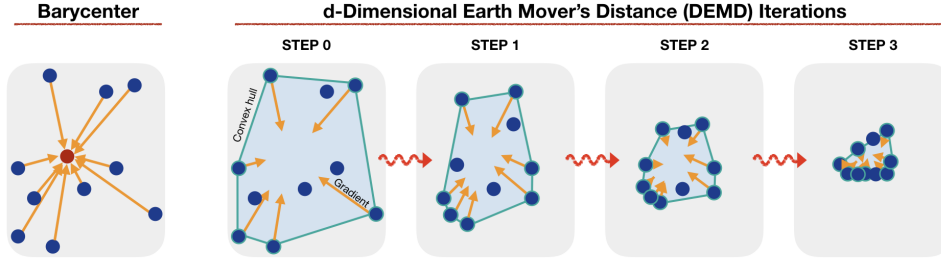 Barycenter
d-Dimensional Earth Mover's Distance (DEMD) Iterations
STEP 0
STEP 1
STEP 2
STEP 3
Convex hull
Gradient